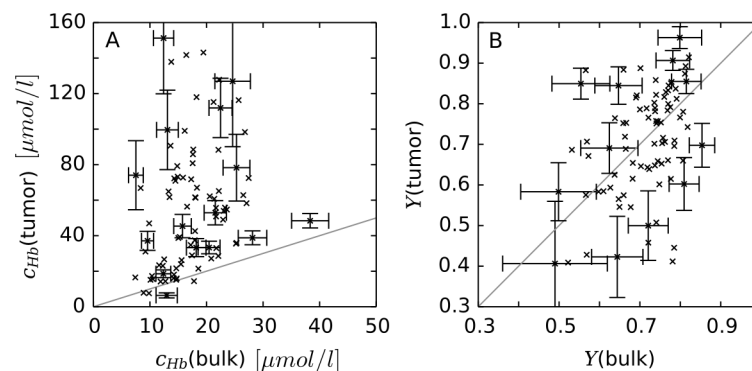 A
160
120
80
40
0
0 10 20 30 40 50
c_Hb(tumor) [μmol/l]
c_Hb(bulk) [μmol/l]
B
1.0
0.9
0.8
0.7
0.6
0.5
0.4
0.3
0.3 0.5 0.7 0.9
Y(tumor)
Y(bulk)